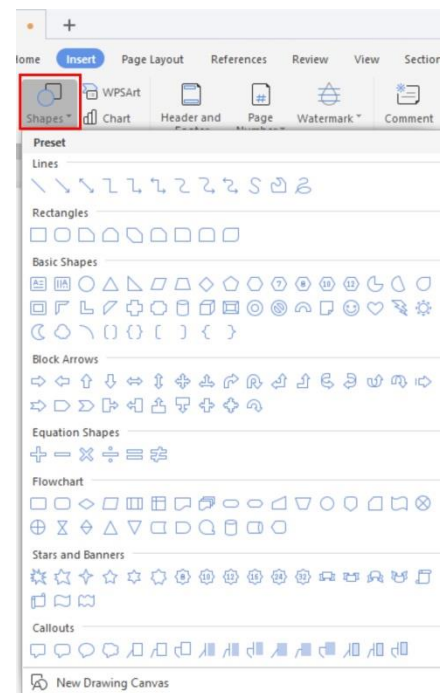 +
ome Insert Page Layout References Review View Section
WPSArt
Shapes Chart Header and Page Watermark Comment
Preset
Lines
Rectangles
Basic Shapes
Block Arrows
Equation Shapes
Flowchart
Stars and Banners
Callouts
New Drawing Canvas